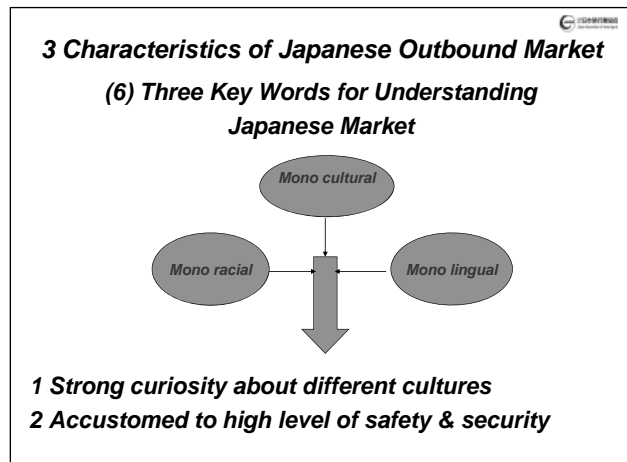 3 Characteristics of Japanese Outbound Market
(6) Three Key Words for Understanding
Japanese Market
Mono cultural
Mono racial
Mono lingual
1 Strong curiosity about different cultures
2 Accustomed to high level of safety & security